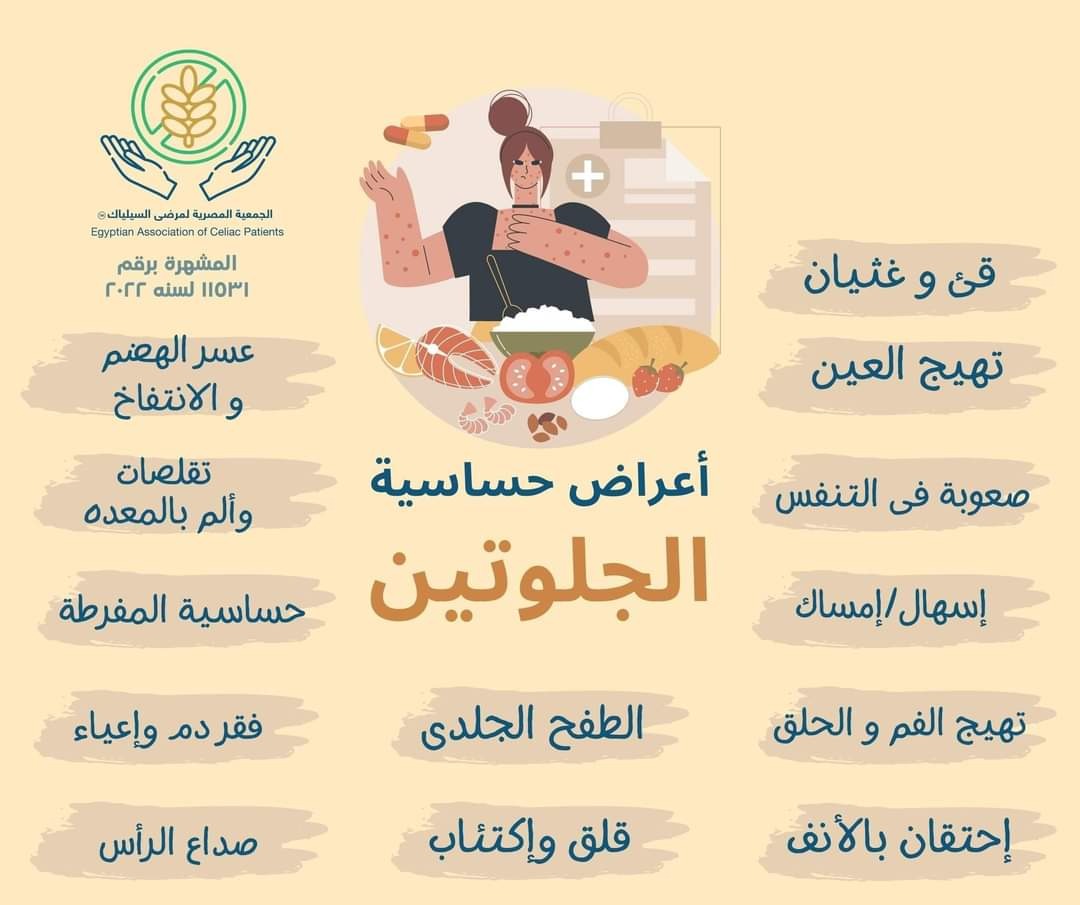 الجمعية المصرية لمرضى السيلياك
Egyptian Association of Celiac Patients
المشهرة برقم
١١٥٣١ لسنه ٢٠٢٢
أعراض حساسية
الجلوتين
قئ و غثيان
تهيج العين
صعوبة فى التنفس
إسهال/إمساك
تهيج الفم و الحلق
إحتقان بالأنف
الطفح الجلدى
قلق وإكتئاب
عسر الهضم
و الانتفاخ
تقلصات
وألم بالمعده
حساسية المفرطة
فقر دم وإعياء
صداع الرأس